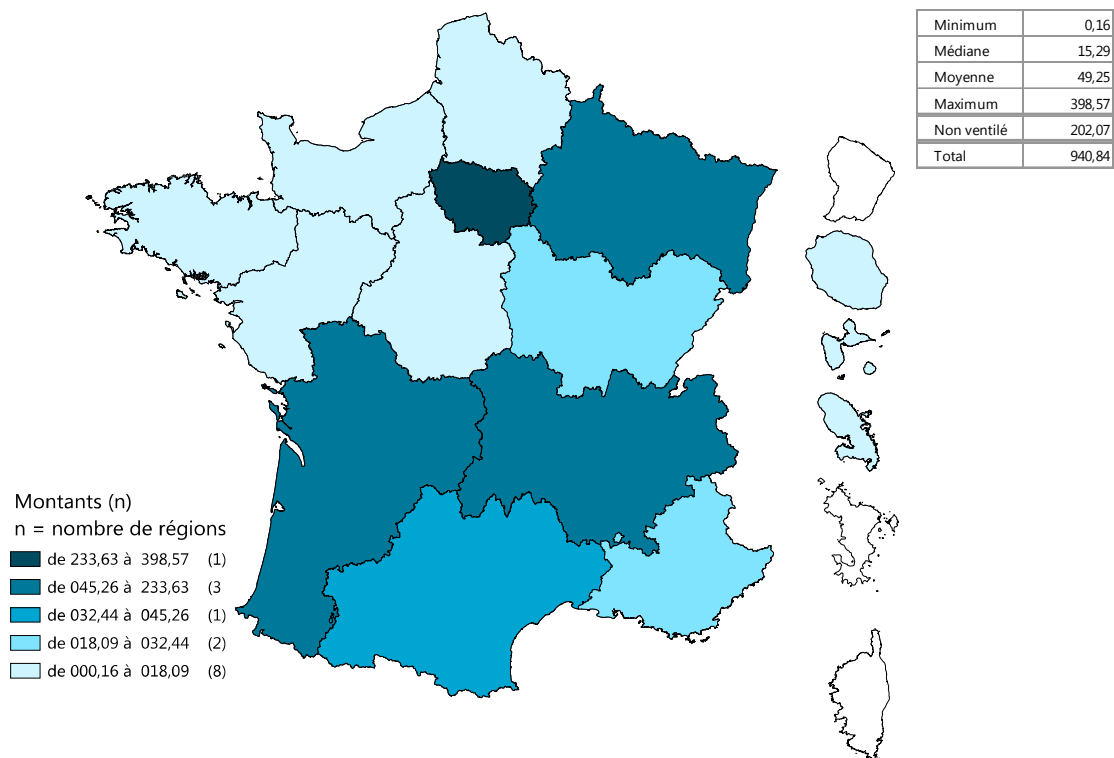 Minimum 0,16
Médiane 15,29
Moyenne 49,25
Maximum 398,57
Non ventilé 202,07
Total 940,84
Montants (n)
n = nombre de régions
de 233,63 à 398,57 (1)
de 045,26 à 233,63 (3
de 032,44 à 045,26 (1)
de 018,09 à 032,44 (2)
de 000,16 à 018,09 (8)